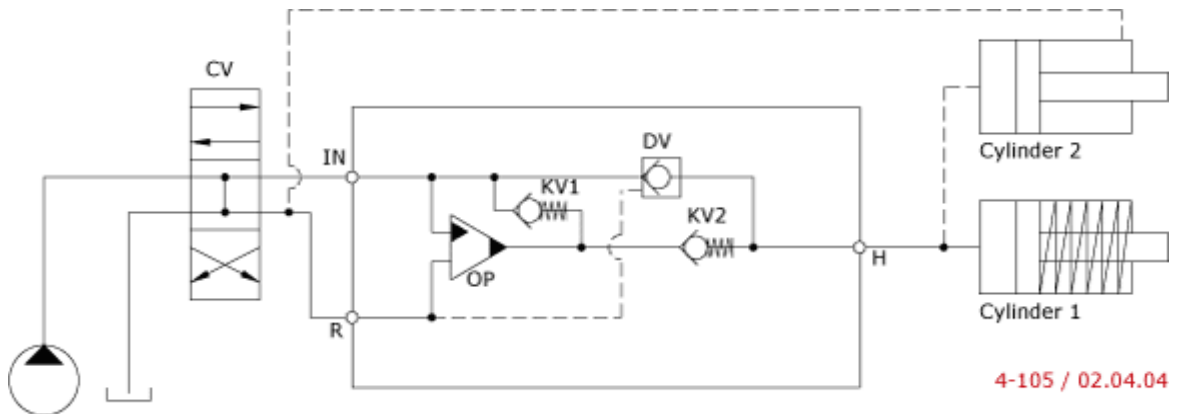 CV
IN
DV
KV1
KV2
OP
R
H
Cylinder 2
Cylinder 1
4-105 / 02.04.04